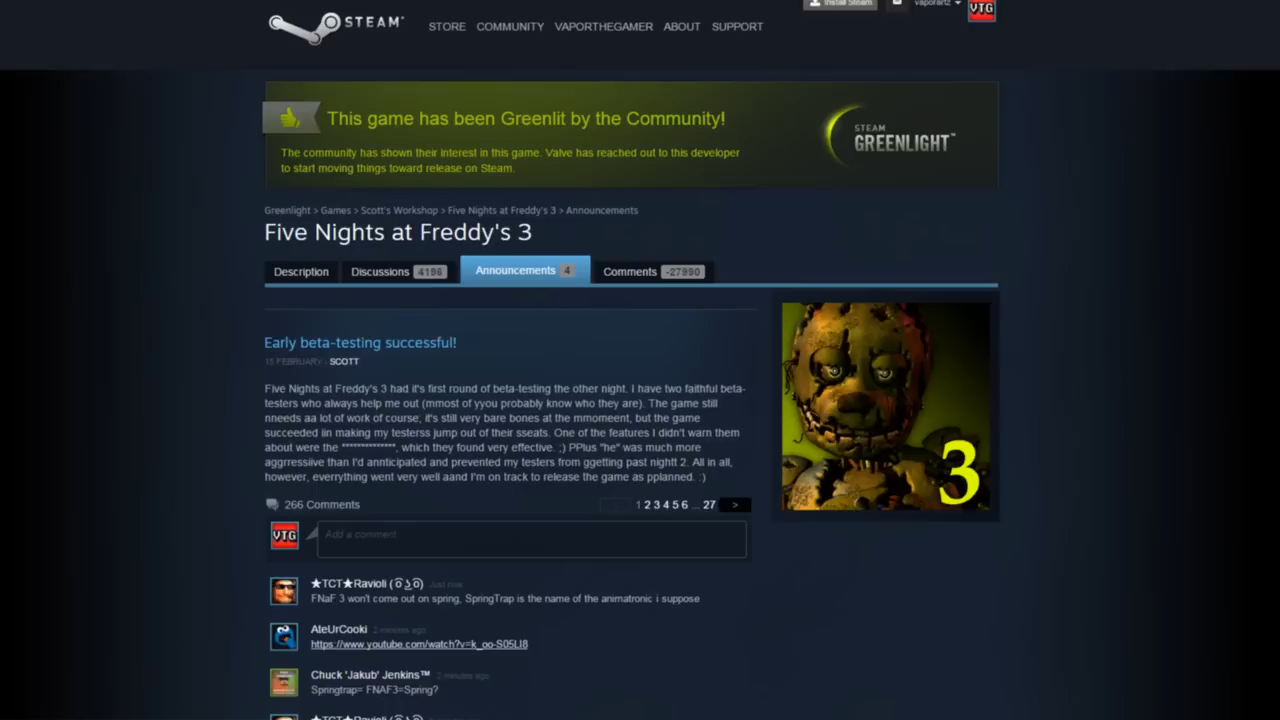 Install Steam
vaporartz
VTG
STEAM
STORE COMMUNITY VAPORTHEGAMER ABOUT SUPPORT
This game has been Greenlit by the Community!
The community has shown their interest in this game. Valve has reached out to this developer
to start moving things toward release on Steam.
STEAM
GREENLIGHT™
Greenlight > Games > Scott's Workshop > Five Nights at Freddy's 3 > Announcements
Five Nights at Freddy's 3
Description Discussions 4196 Announcements 4 Comments -27990
Early beta-testing successful!
15 FEBRUARY - SCOTT
Five Nights at Freddy's 3 had it's first round of beta-testing the other night. I have two faithful beta-
testers who always help me out (mmost of yyou probably know who they are). The game still
nneeds aa lot of work of course, it's still very bare bones at the mmomeent, but the game
succeeded iin making my testerss jump out of their sseats. One of the features I didn't warn them
about were the **************, which they found very effective. ;) PPlus "he" was much more
aggrressiive than I'd annticipated and prevented my testers from ggetting past nightt 2. All in all,
however, everrything went very well aand I'm on track to release the game as pplanned. :)
3
266 Comments
1 2 3 4 5 6 ... 27 >
VTG
Add a comment
★TCT★Ravioli ( ͡o ͜ʖ ͡o) Just now
FNaF 3 won't come out on spring, SpringTrap is the name of the animatronic i suppose
AteUrCooki 2 minutes ago
https://www.youtube.com/watch?v=k_oo-S05LI8
Chuck 'Jakub' Jenkins™ 2 minutes ago
Springtrap= FNAF3=Spring?
★TCT★Ravioli ( ͡o ͜ʖ ͡o)